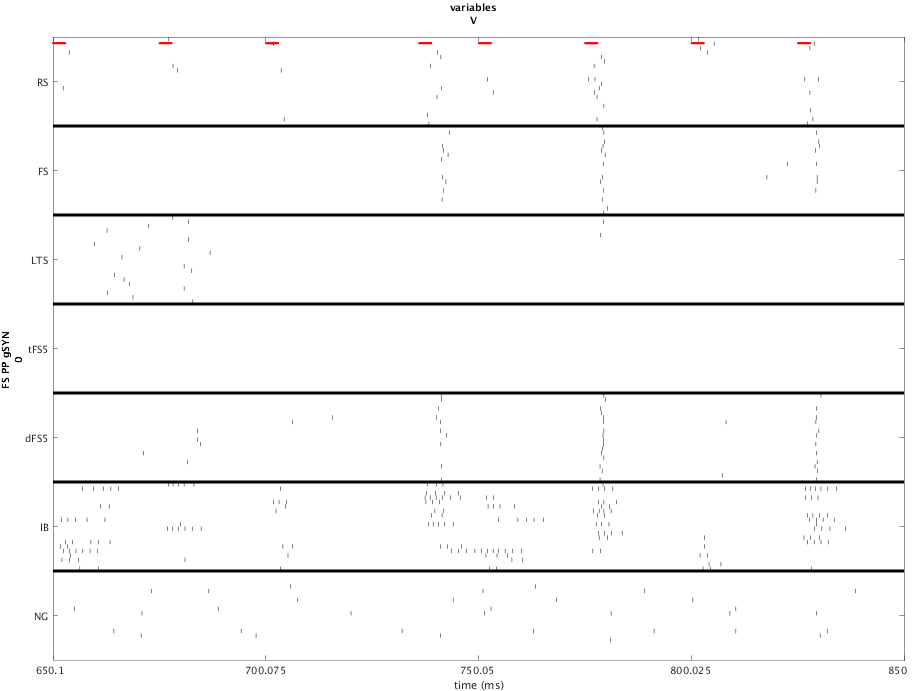 variables
V
RS
FS
LTS
tFS5
dFS5
IB
NG
FS PP gSYN
0
650.1
700.075
750.05
800.025
850
time (ms)